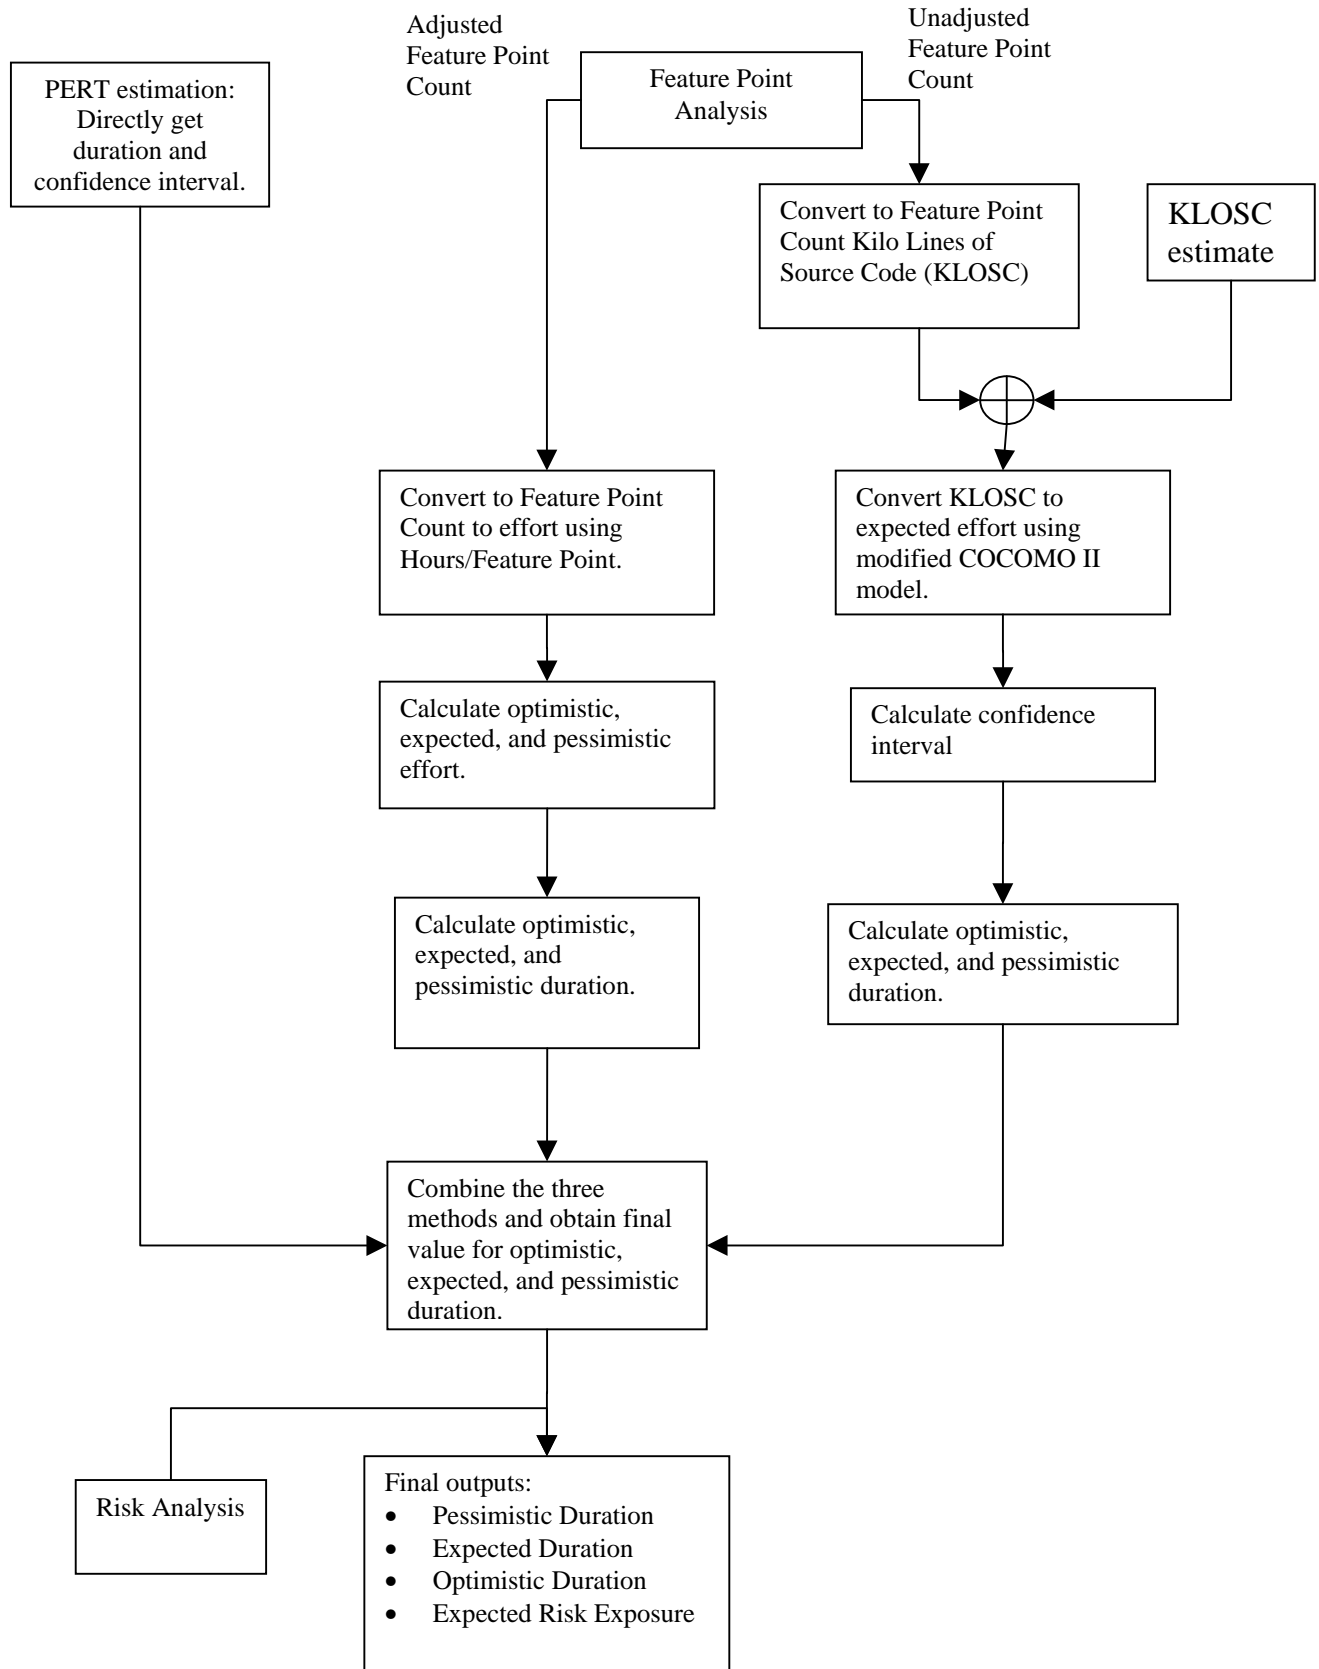 Adjusted
Feature Point
Count
Unadjusted
Feature Point
Count
Feature Point
Analysis
PERT estimation:
Directly get
duration and
confidence interval.
Convert to Feature Point
Count Kilo Lines of
Source Code (KLOSC)
KLOSC
estimate
Convert to Feature Point
Count to effort using
Hours/Feature Point.
Convert KLOSC to
expected effort using
modified COCOMO II
model.
Calculate optimistic,
expected, and pessimistic
effort.
Calculate confidence
interval
Calculate optimistic,
expected, and
pessimistic duration.
Calculate optimistic,
expected, and pessimistic
duration.
Combine the three
methods and obtain final
value for optimistic,
expected, and pessimistic
duration.
Risk Analysis
Final outputs:
• Pessimistic Duration
• Expected Duration
• Optimistic Duration
• Expected Risk Exposure